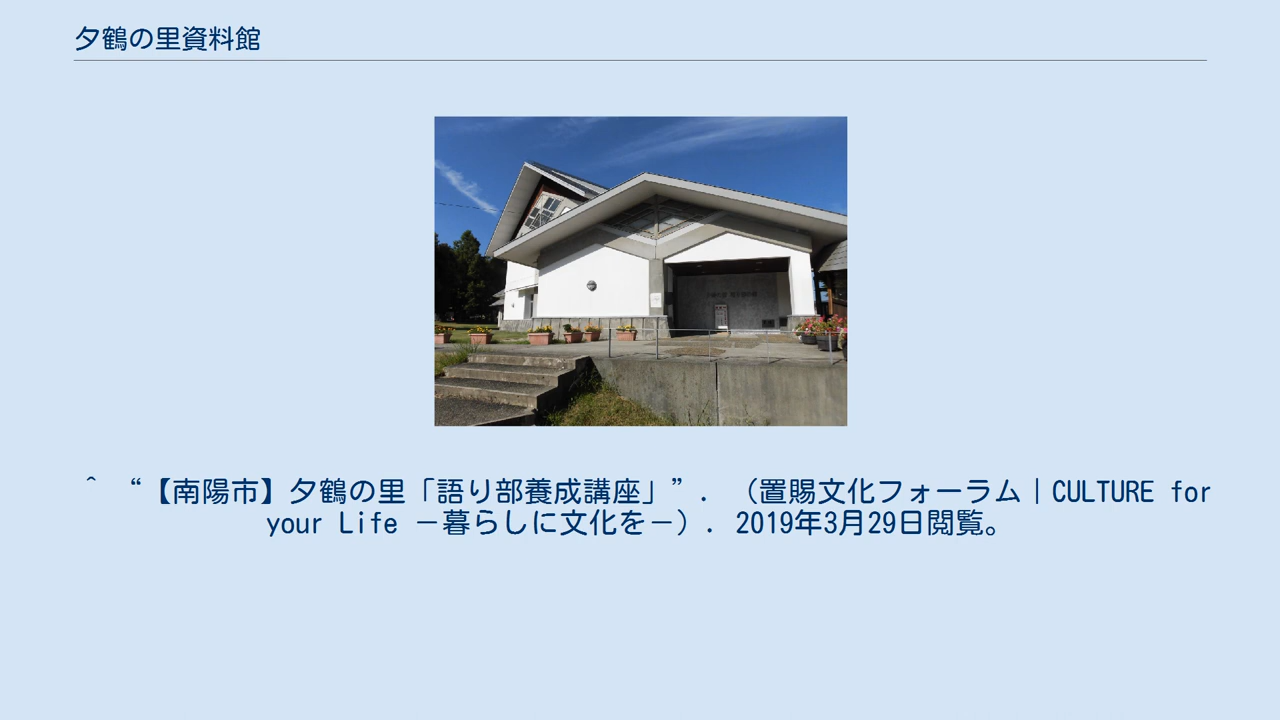 夕鶴の里資料館
^ “【南陽市】夕鶴の里「語り部養成講座」”. （置賜文化フォーラム｜CULTURE for
your Life －暮らしに文化を－）. 2019年3月29日閲覧。